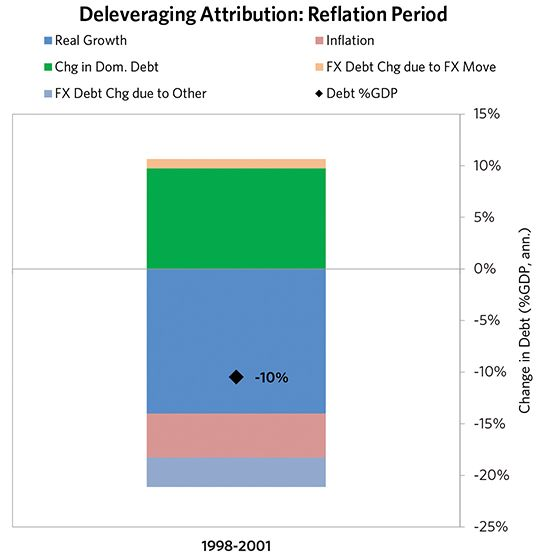 Deleveraging Attribution: Reflation Period
Real Growth
Inflation
Chg in Dom. Debt
FX Debt Chg due to FX Move
FX Debt Chg due to Other
Debt %GDP
15%
10%
5%
0%
-5%
-10%
-15%
-20%
-25%
Change in Debt (%GDP, ann.)
-10%
1998-2001